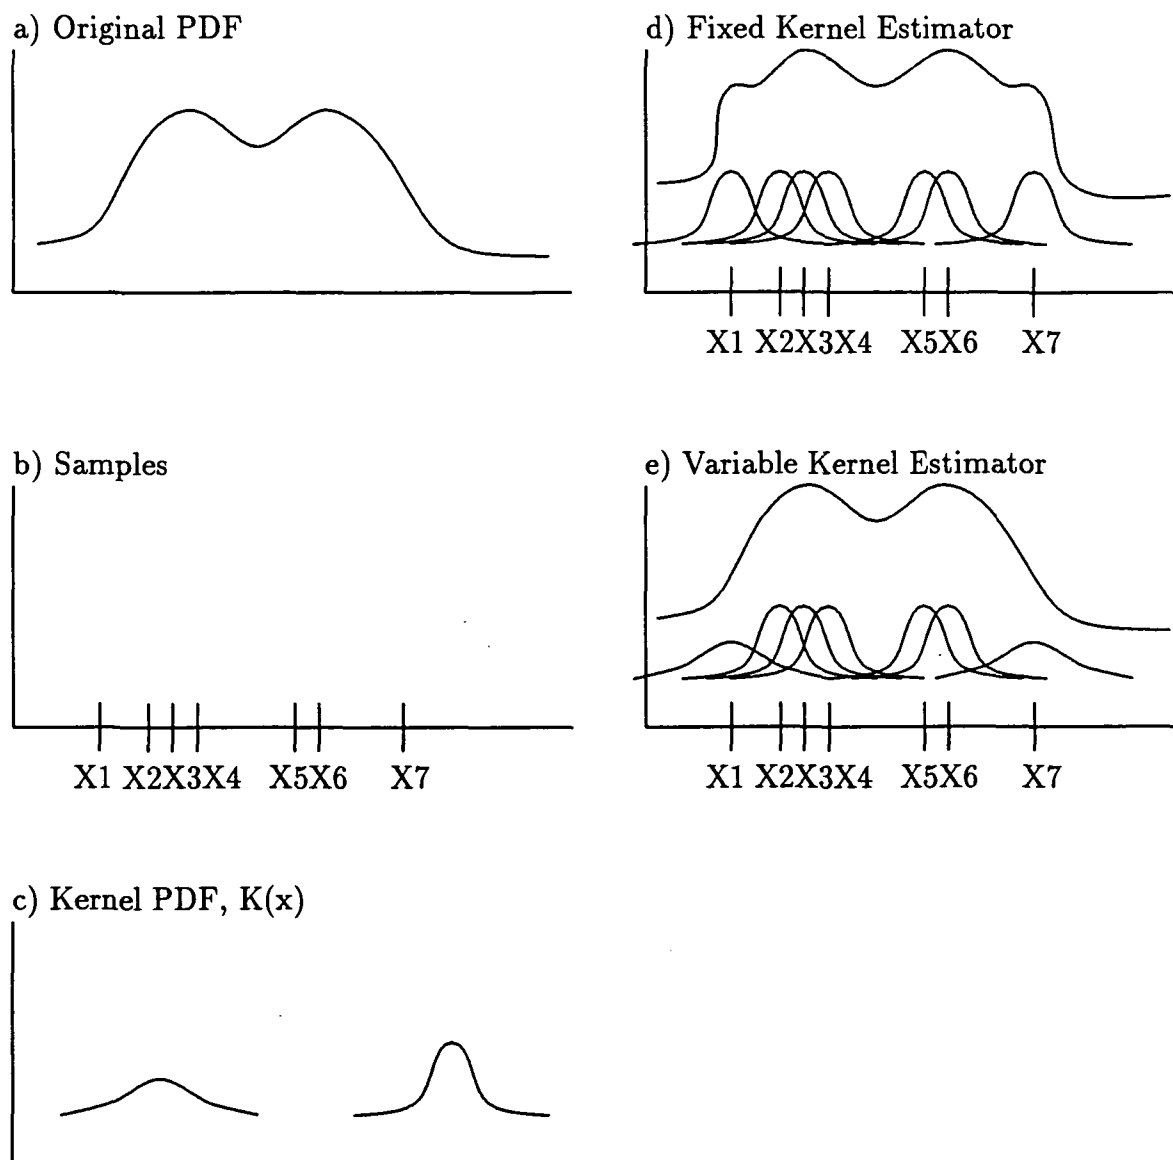 a) Original PDF
d) Fixed Kernel Estimator
X1 X2X3X4 X5X6 X7
b) Samples
X1 X2X3X4 X5X6 X7
e) Variable Kernel Estimator
X1 X2X3X4 X5X6 X7
c) Kernel PDF, K(x)